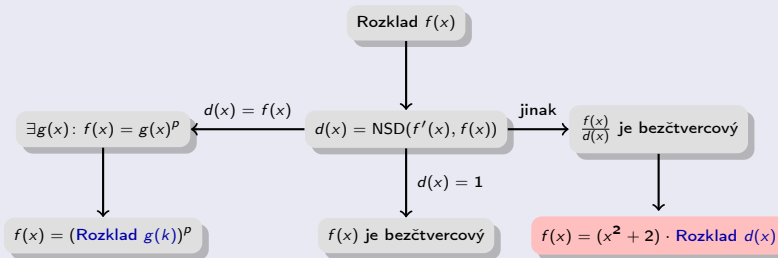 Rozklad f(x)
d(x) = f(x)
jinak
∃g(x): f(x) = g(x)^p
d(x) = NSD(f′(x), f(x))
f(x)/d(x) je bezčtvercový
d(x) = 1
f(x) = (Rozklad g(k))^p
f(x) je bezčtvercový
f(x) = (x² + 2) · Rozklad d(x)